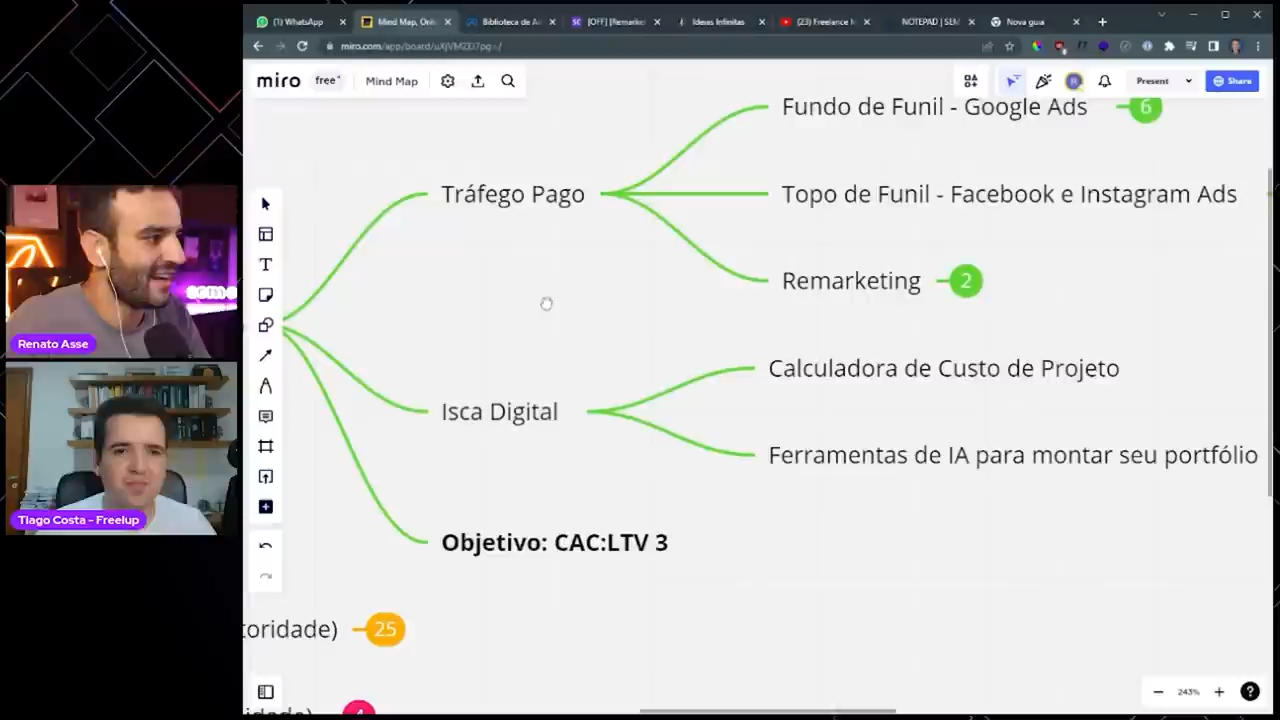 (1) WhatsApp
Mind Map, Onl
Biblioteca de A
[OFF] [Remarke
Ideias Infinitas
(23) Freelance
NOTEPAD | SEM
Nova guia
miro.com/app/board/
miro
free
Mind Map
Present
Share
Fundo de Funil - Google Ads
6
Tráfego Pago
Topo de Funil - Facebook e Instagram Ads
Remarketing
2
Renato Asse
Calculadora de Custo de Projeto
Isca Digital
Ferramentas de IA para montar seu portfólio
Tiago Costa - Freelup
Objetivo: CAC:LTV 3
toridade)
25
idade)
4
243%